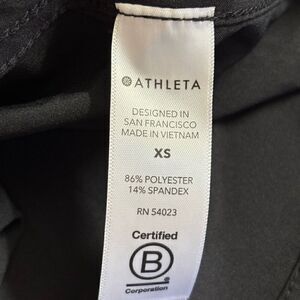 ATHLETA
DESIGNED IN
SAN FRANCISCO
MADE IN VIETNAM
XS
86% POLYESTER
14% SPANDEX
RN 54023
Certified
B
Corporation